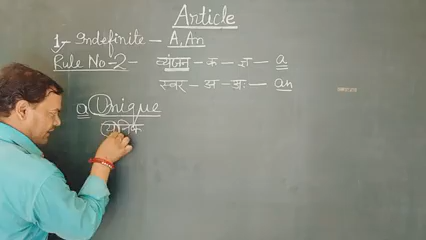 Article
1- Indefinite - A, An
Rule No-2 - व्यंजन - क - ज्ञ - a
स्वर - अ - अः - an
a Unique
यूनिक